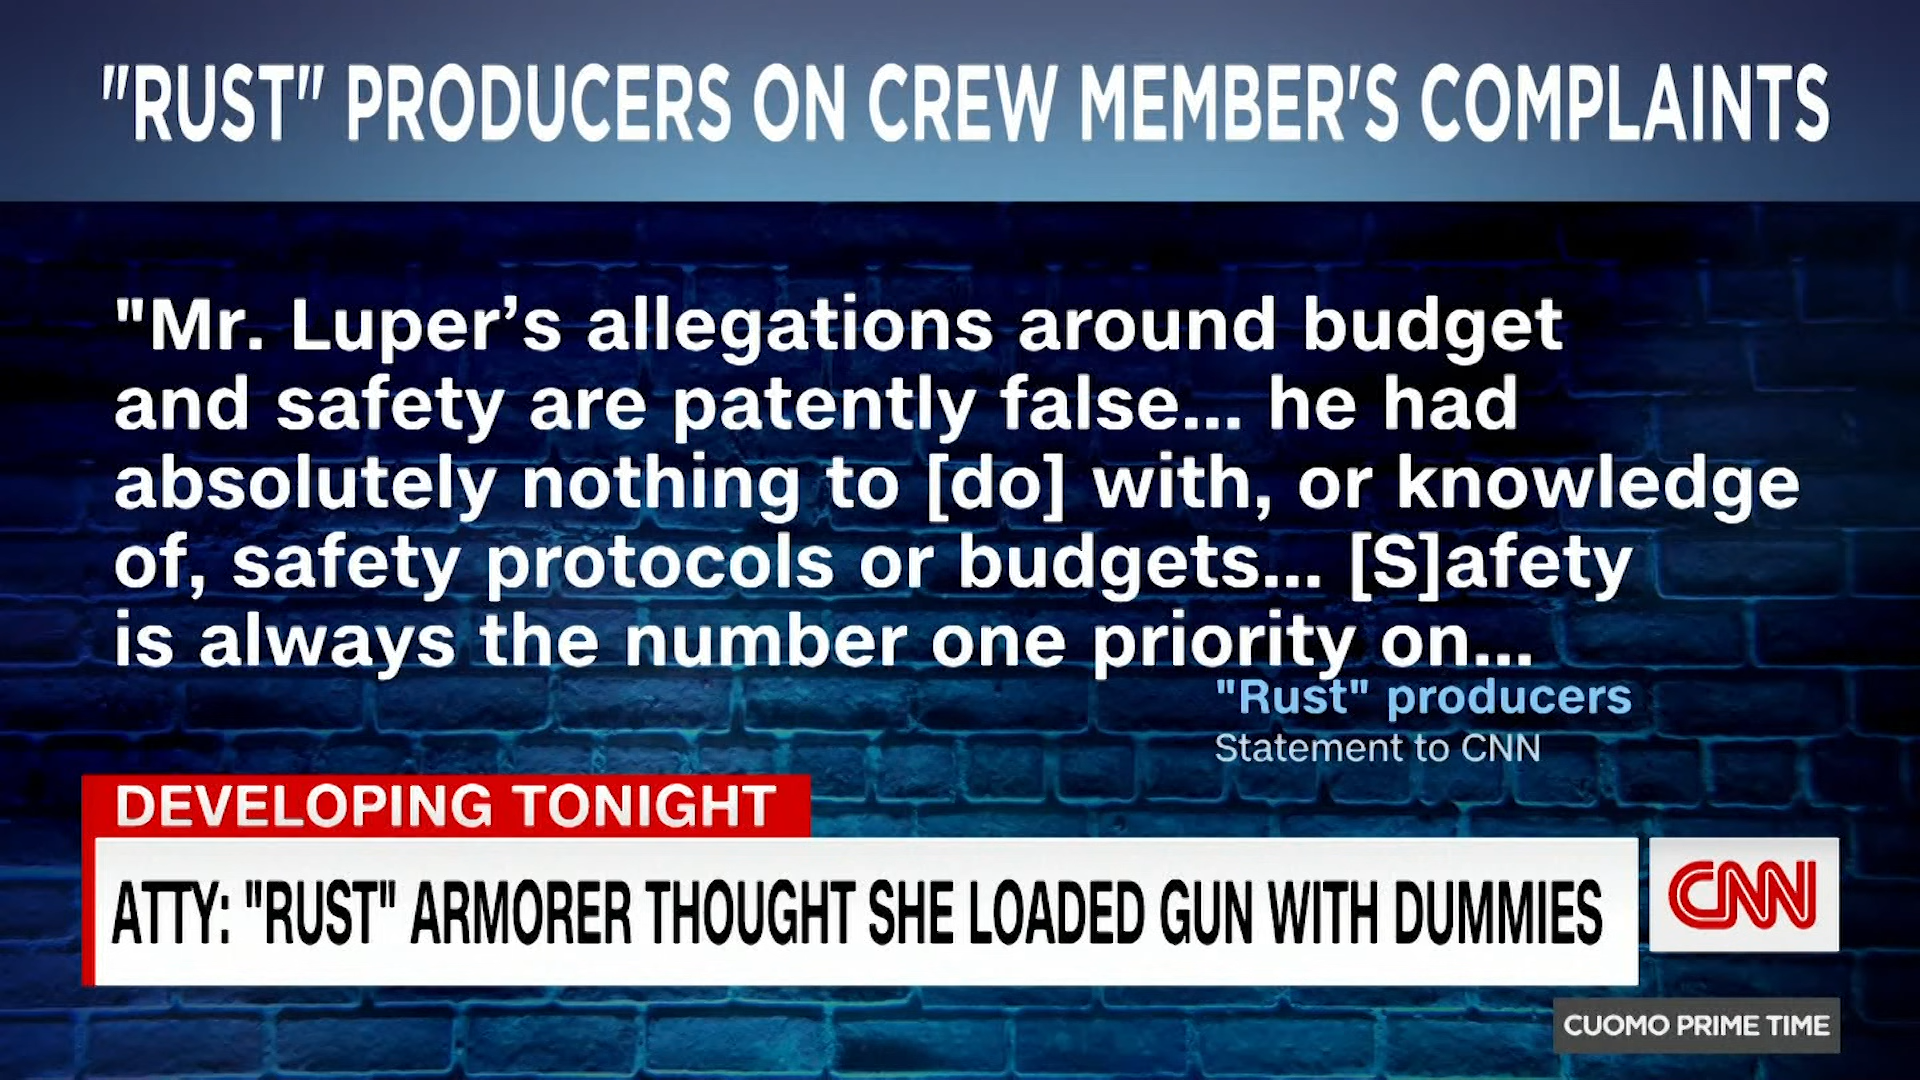 "RUST" PRODUCERS ON CREW MEMBER'S COMPLAINTS
"Mr. Luper’s allegations around budget
and safety are patently false... he had
absolutely nothing to [do] with, or knowledge
of, safety protocols or budgets... [S]afety
is always the number one priority on...
"Rust" producers
Statement to CNN
DEVELOPING TONIGHT
ATTY: "RUST" ARMORER THOUGHT SHE LOADED GUN WITH DUMMIES
CNN
CUOMO PRIME TIME